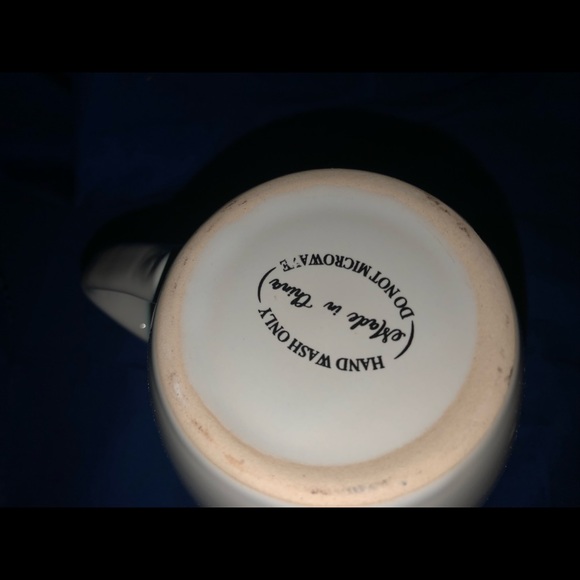 HAND WASH ONLY
Made in China
DO NOT MICROWAVE